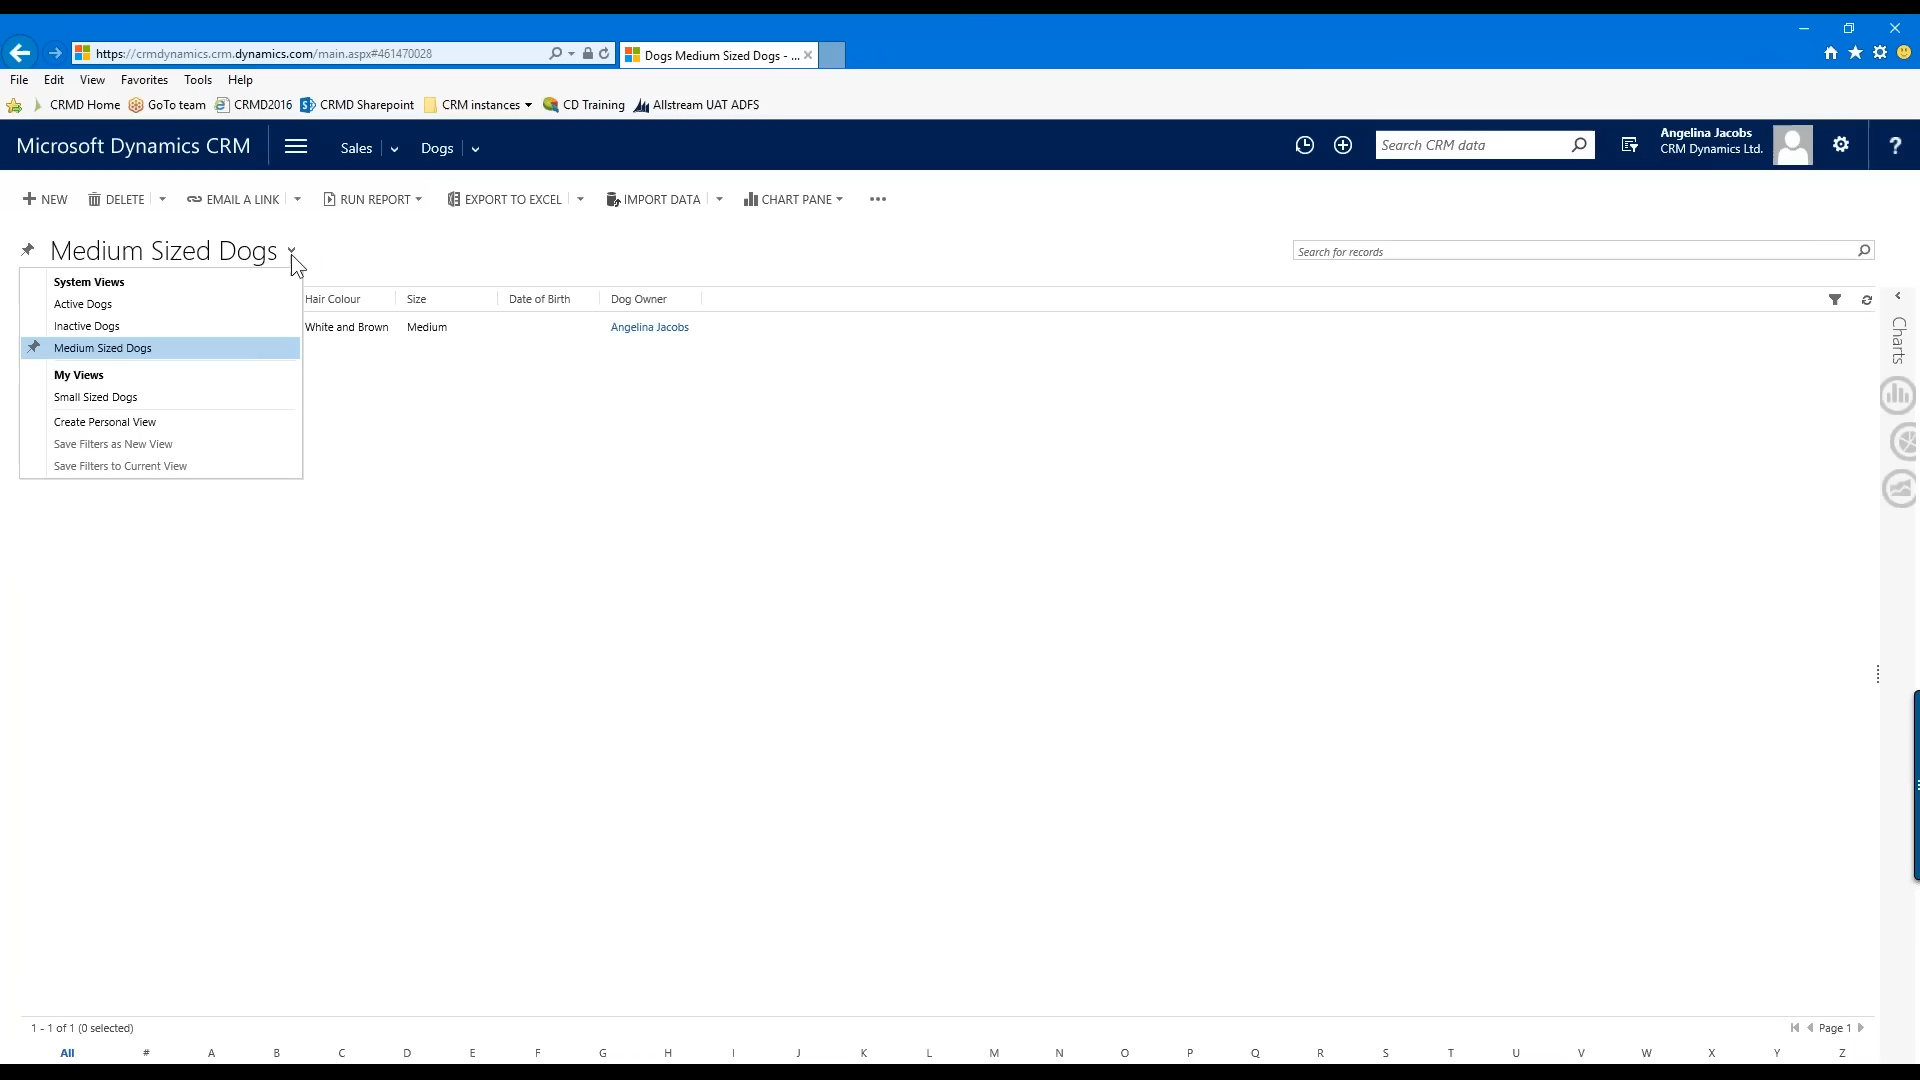 https://crmdynamics.crm.dynamics.com/main.aspx#461470028
Dogs Medium Sized Dogs - ...
File Edit View Favorites Tools Help
CRMD Home GoTo team CRMD2016 CRMD Sharepoint CRM instances CD Training Allstream UAT ADFS
Microsoft Dynamics CRM Sales Dogs Search CRM data Angelina Jacobs
CRM Dynamics Ltd. ?
NEW DELETE EMAIL A LINK RUN REPORT EXPORT TO EXCEL IMPORT DATA CHART PANE ...
Medium Sized Dogs Search for records
System Views
Active Dogs
Inactive Dogs
Medium Sized Dogs
My Views
Small Sized Dogs
Create Personal View
Save Filters as New View
Save Filters to Current View
Hair Colour Size Date of Birth Dog Owner
White and Brown Medium Angelina Jacobs
Charts
1 - 1 of 1 (0 selected) Page 1
All # A B C D E F G H I J K L M N O P Q R S T U V W X Y Z